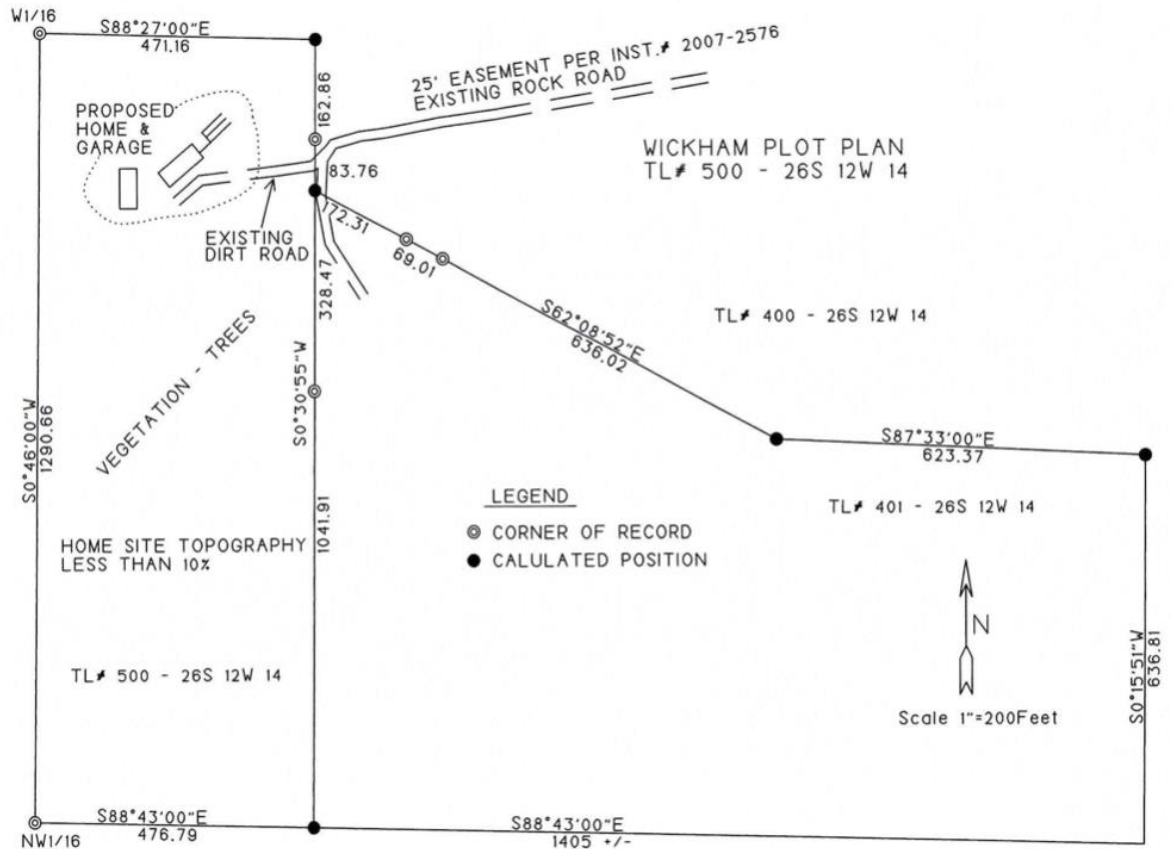 W1/16
S88°27'00"E
471.16
162.86
25' EASEMENT PER INST.# 2007-2576
EXISTING ROCK ROAD
PROPOSED
HOME &
GARAGE
WICKHAM PLOT PLAN
TL# 500 - 26S 12W 14
83.76
172.31
69.01
EXISTING
DIRT ROAD
328.47
S62°08'52"E
636.02
TL# 400 - 26S 12W 14
VEGETATION - TREES
S0°30'55"W
S0°46'00"W
1290.66
S87°33'00"E
623.37
LEGEND
CORNER OF RECORD
CALULATED POSITION
TL# 401 - 26S 12W 14
1041.91
HOME SITE TOPOGRAPHY
LESS THAN 10%
N
S0°15'51"W
636.81
TL# 500 - 26S 12W 14
Scale 1"=200Feet
S88°43'00"E
476.79
S88°43'00"E
1405 +/-
NW1/16